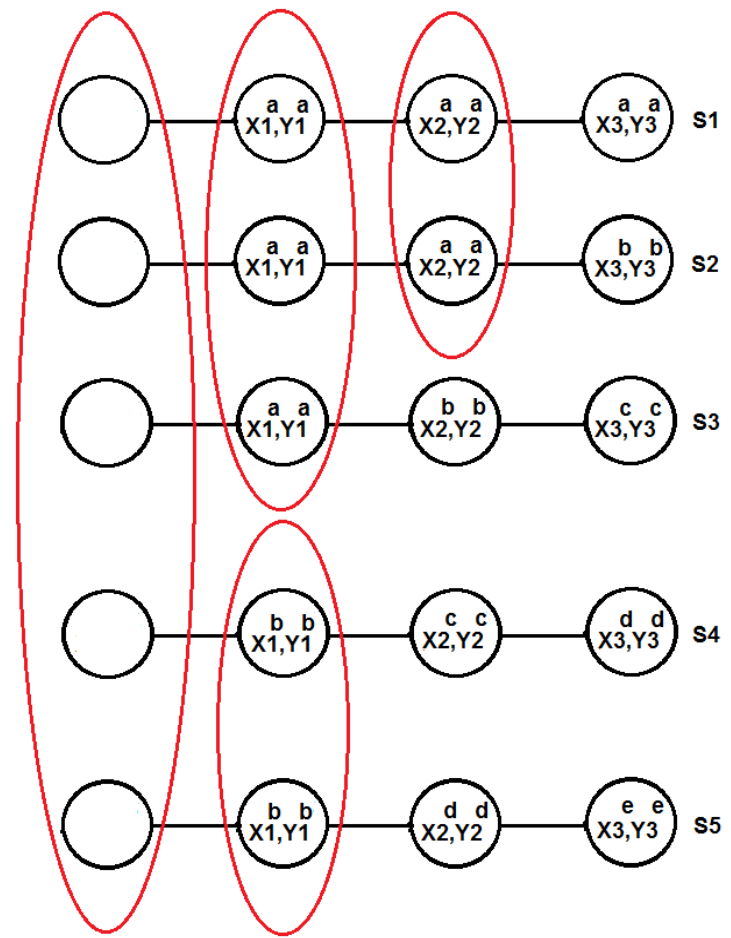 a a a a a a
X1,Y1 X2,Y2 X3,Y3 S1
a a a a b b
X1,Y1 X2,Y2 X3,Y3 S2
a a b b c c
X1,Y1 X2,Y2 X3,Y3 S3
b b c c d d
X1,Y1 X2,Y2 X3,Y3 S4
b b d d e e
X1,Y1 X2,Y2 X3,Y3 S5